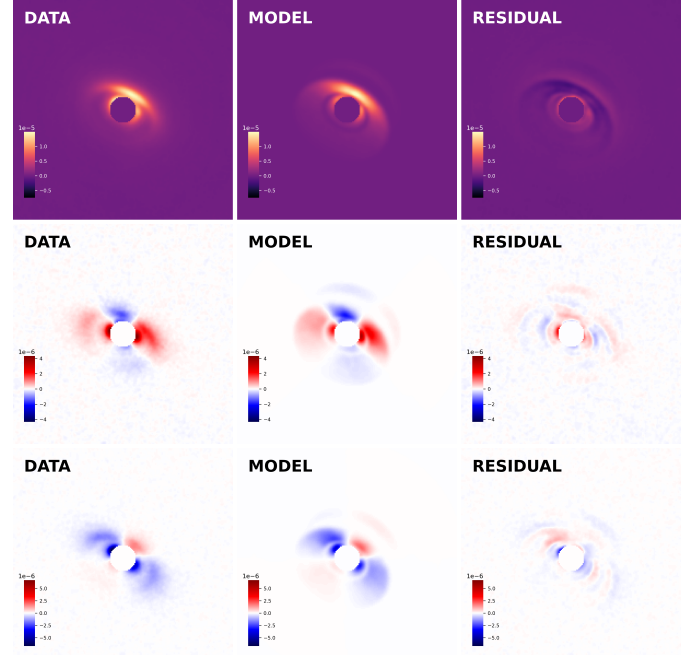 DATA MODEL RESIDUAL
1e−5 1e−5 1e−5
1.0 1.0 1.0
0.5 0.5 0.5
0.0 0.0 0.0
−0.5 −0.5 −0.5
DATA MODEL RESIDUAL
1e−6 1e−6 1e−6
4 4 4
2 2 2
0 0 0
−2 −2 −2
−4 −4 −4
DATA MODEL RESIDUAL
1e−6 1e−6 1e−6
5.0 5.0 5.0
2.5 2.5 2.5
0.0 0.0 0.0
−2.5 −2.5 −2.5
−5.0 −5.0 −5.0